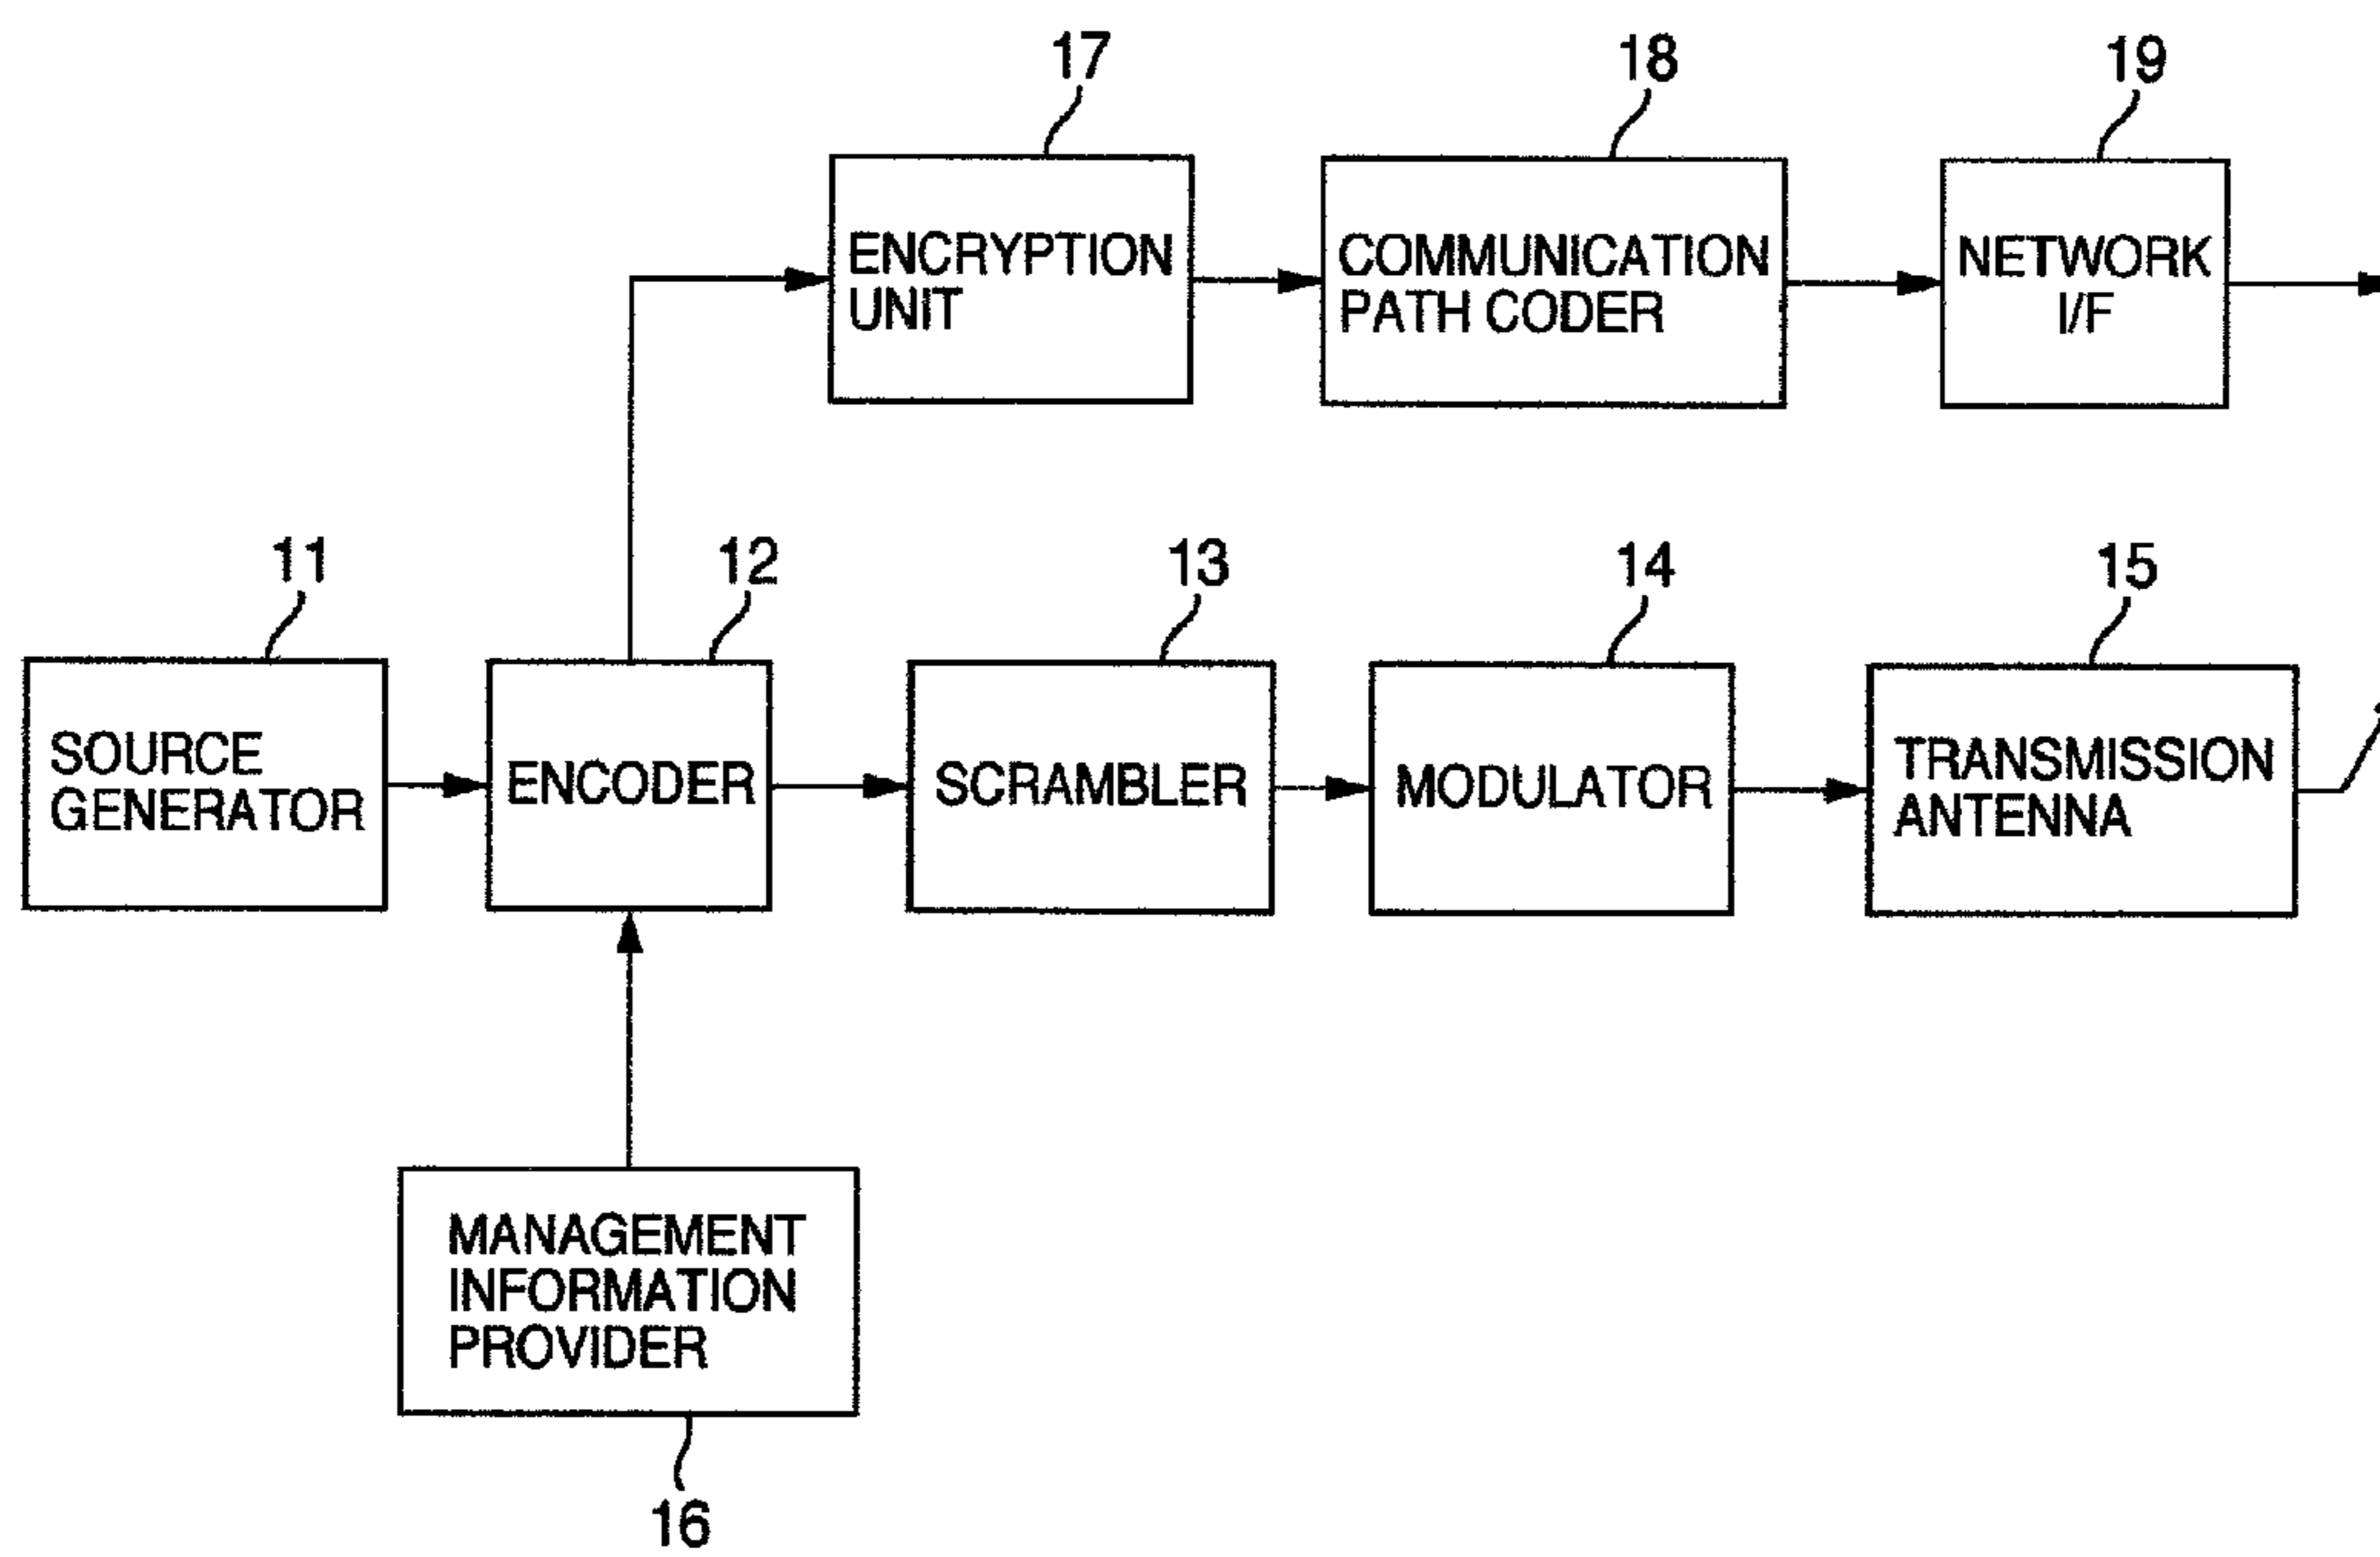 17
18
19
ENCRYPTION
UNIT
COMMUNICATION
PATH CODER
NETWORK
I/F
11
12
13
14
15
SOURCE
GENERATOR
ENCODER
SCRAMBLER
MODULATOR
TRANSMISSION
ANTENNA
MANAGEMENT
INFORMATION
PROVIDER
16